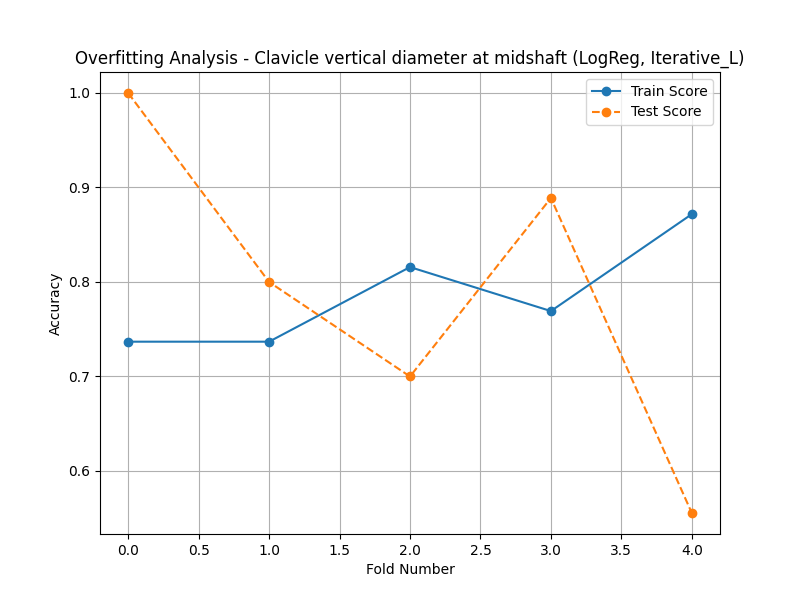 Overfitting Analysis - Clavicle vertical diameter at midshaft (LogReg, Iterative_L)
Train Score
Test Score
Accuracy
1.0
0.9
0.8
0.7
0.6
0.0 0.5 1.0 1.5 2.0 2.5 3.0 3.5 4.0
Fold Number